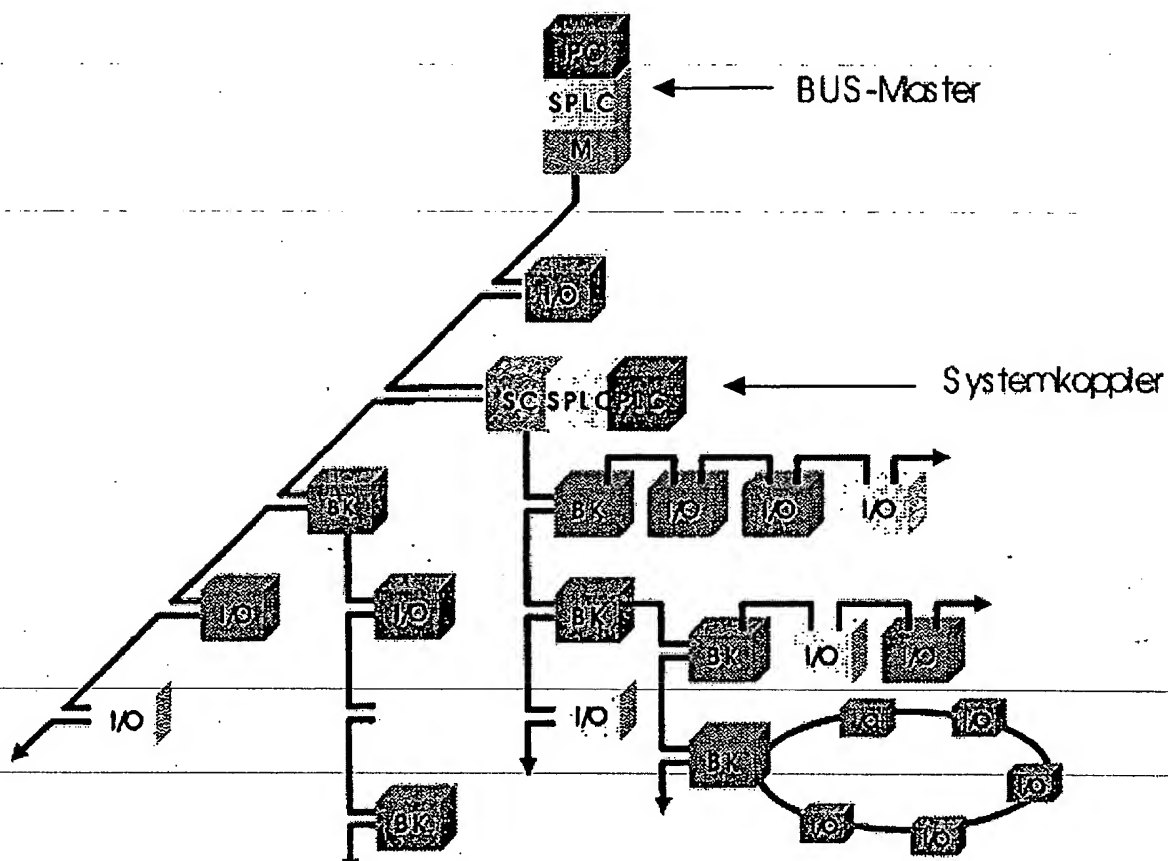 IPC
SPLC
BUS-Master
M
I/O
SC SPLC PLC
Systemkoppler
BK
BK I/O I/O I/O
I/O
I/O
BK
BK I/O I/O
I/O
I/O
BK
I/O I/O
I/O
I/O I/O
BK